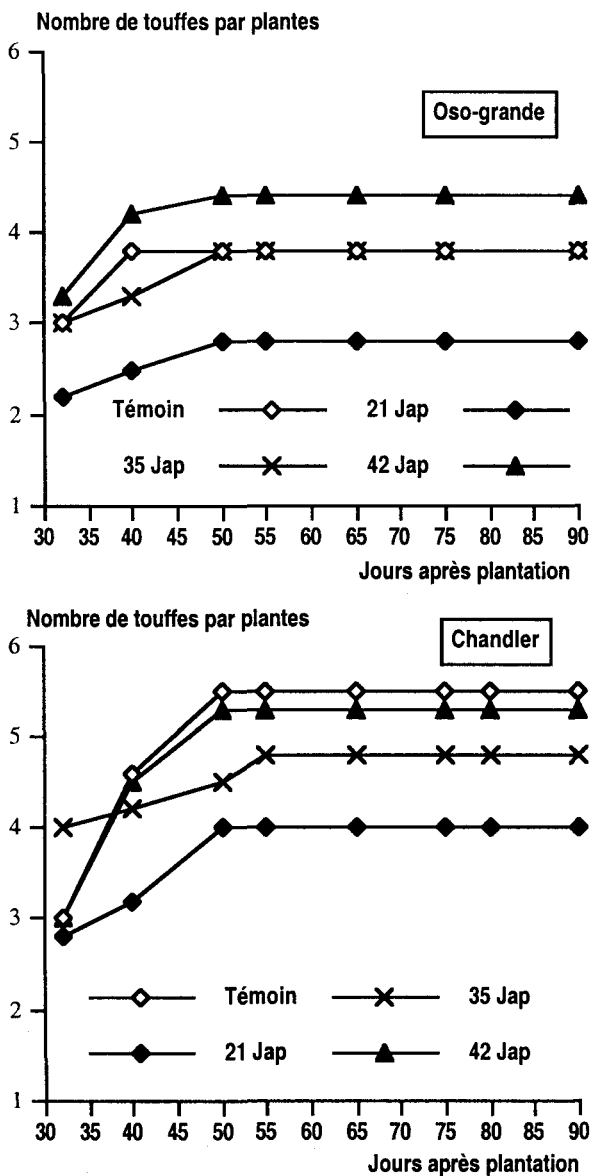 Nombre de touffes par plantes
6
Oso-grande
5
4
3
2
Témoin 21 Jap
35 Jap 42 Jap
1
30 35 40 45 50 55 60 65 70 75 80 85 90
Jours après plantation
Nombre de touffes par plantes
6
Chandler
5
4
3
2
Témoin 35 Jap
21 Jap 42 Jap
1
30 35 40 45 50 55 60 65 70 75 80 85 90
Jours après plantation